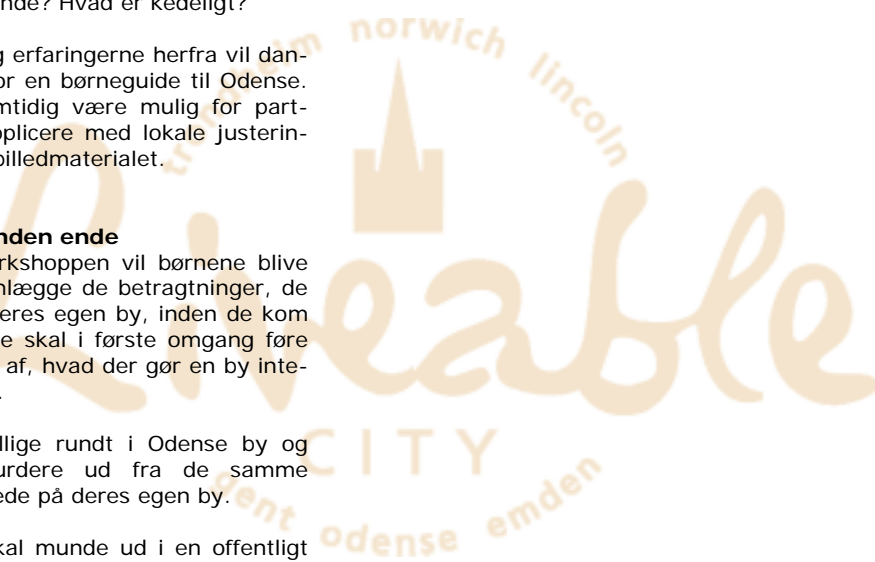 nde? Hvad er kedeligt?
g erfaringerne herfra vil dan-
or en børneguide til Odense.
mtidig være mulig for part-
plicere med lokale justerin-
billedmaterialet.
nden ende
rkshoppen vil børnene blive
nlægge de betragtninger, de
eres egen by, inden de kom
e skal i første omgang føre
af, hvad der gør en by inte-
.
llige rundt i Odense by og
urdere ud fra de samme
ede på deres egen by.
kal munde ud i en offentligt
trondheim norwich lincoln
Liveable
CITY
gent odense emden